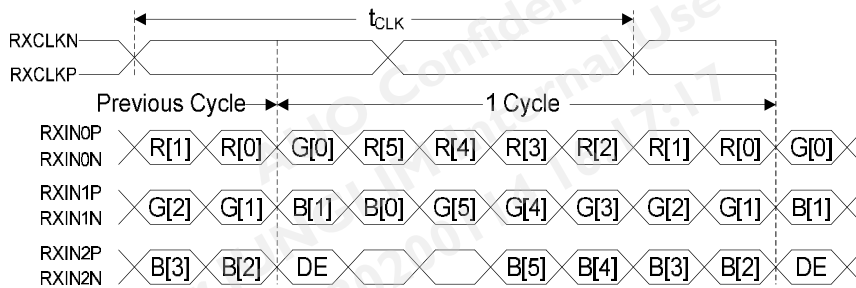 tCLK
RXCLKN
RXCLKP
Previous Cycle 1 Cycle
RXIN0P
RXIN0N
R[1] R[0] G[0] R[5] R[4] R[3] R[2] R[1] R[0] G[0]
RXIN1P
RXIN1N
G[2] G[1] B[1] B[0] G[5] G[4] G[3] G[2] G[1] B[1]
RXIN2P
RXIN2N
B[3] B[2] DE B[5] B[4] B[3] B[2] DE
Internal Use